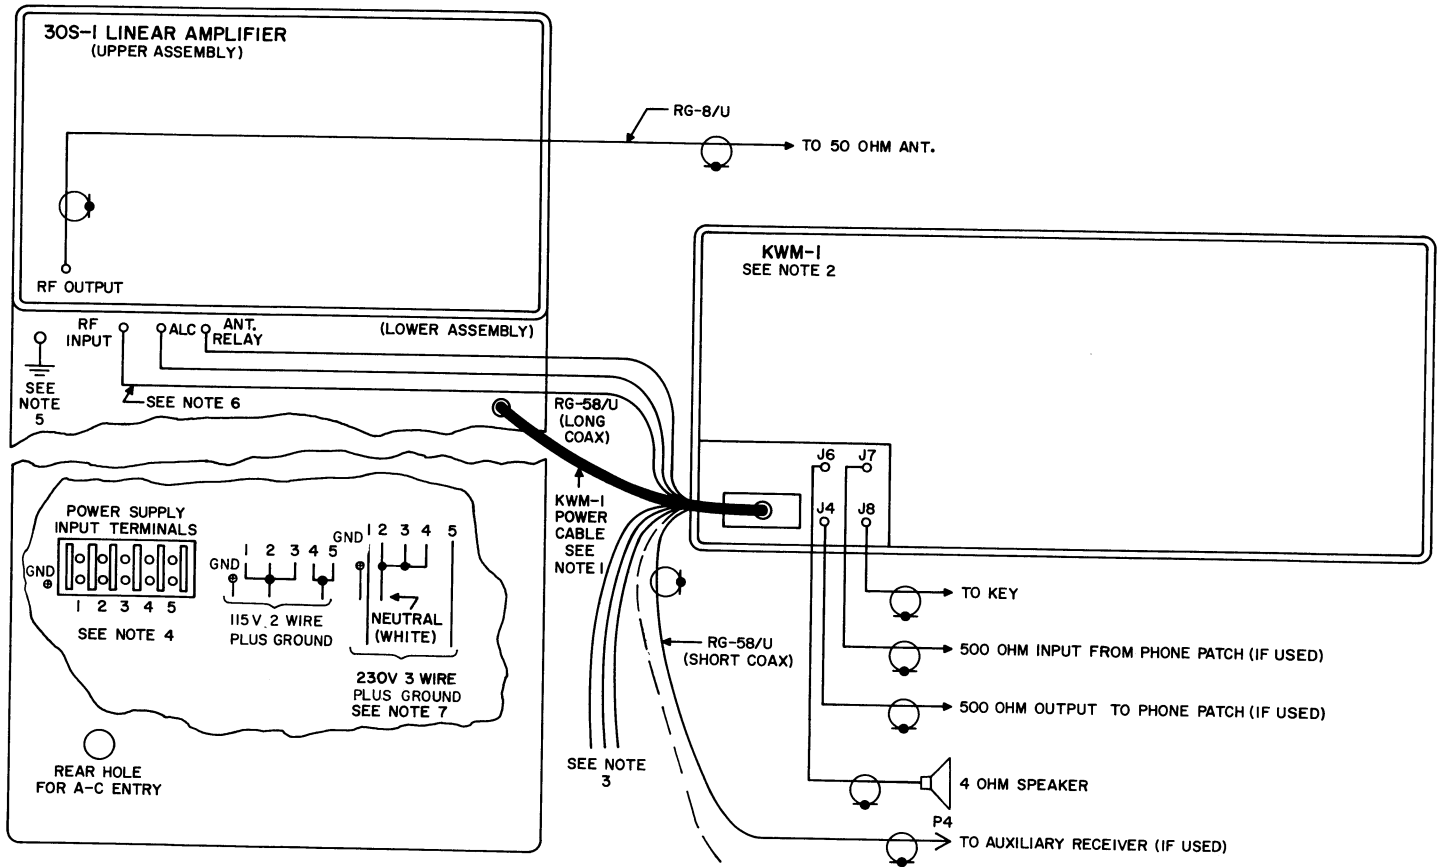 30S-1 LINEAR AMPLIFIER
(UPPER ASSEMBLY)
RG-8/U
TO 50 OHM ANT.
RF OUTPUT
KWM-1
SEE NOTE 2
RF
INPUT
ALC
ANT.
RELAY
(LOWER ASSEMBLY)
SEE
NOTE
5
SEE NOTE 6
RG-58/U
(LONG
COAX)
J6
J7
J4
J8
KWM-1
POWER
CABLE
SEE
NOTE 1
POWER SUPPLY
INPUT TERMINALS
GND
1 2 3 4 5
SEE NOTE 4
GND
1 2 3 4 5
115V 2 WIRE
PLUS GROUND
GND
1 2 3 4 5
NEUTRAL
(WHITE)
230V 3 WIRE
PLUS GROUND
SEE NOTE 7
REAR HOLE
FOR A-C ENTRY
SEE NOTE
3
RG-58/U
(SHORT COAX)
TO KEY
500 OHM INPUT FROM PHONE PATCH (IF USED)
500 OHM OUTPUT TO PHONE PATCH (IF USED)
4 OHM SPEAKER
P4
TO AUXILIARY RECEIVER (IF USED)